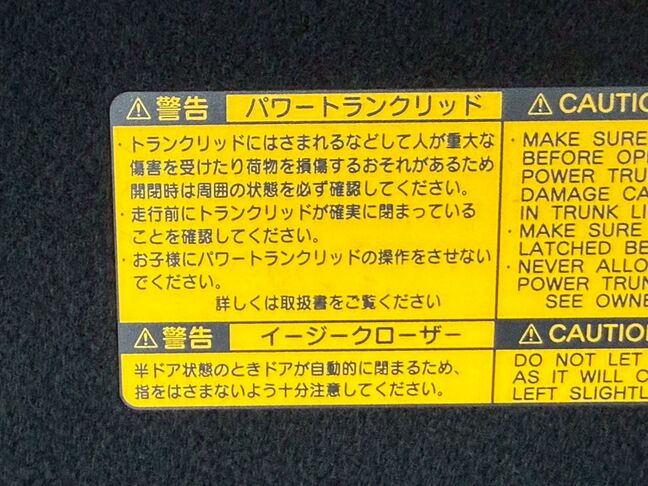 ⚠警告 パワートランクリッド
・トランクリッドにはさまれるなどして人が重大な
傷害を受けたり荷物を損傷するおそれがあるため
開閉時は周囲の状態を必ず確認してください。
・走行前にトランクリッドが確実に閉まっている
ことを確認してください。
・お子様にパワートランクリッドの操作をさせない
でください。
詳しくは取扱書をご覧ください
⚠警告 イージークローザー
半ドア状態のときドアが自動的に閉まるため、
指をはさまないよう十分注意してください。
⚠CAUTIO
・MAKE SURE
BEFORE OP
POWER TRU
DAMAGE CA
IN TRUNK LI
・MAKE SURE
LATCHED BE
・NEVER ALLO
POWER TRUN
SEE OWNE
⚠CAUTION
DO NOT LET
AS IT WILL C
LEFT SLIGHTL